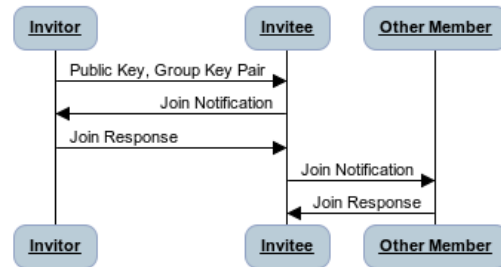 Invitor Invitee Other Member
Public Key, Group Key Pair
Join Notification
Join Response
Join Notification
Join Response
Invitor Invitee Other Member